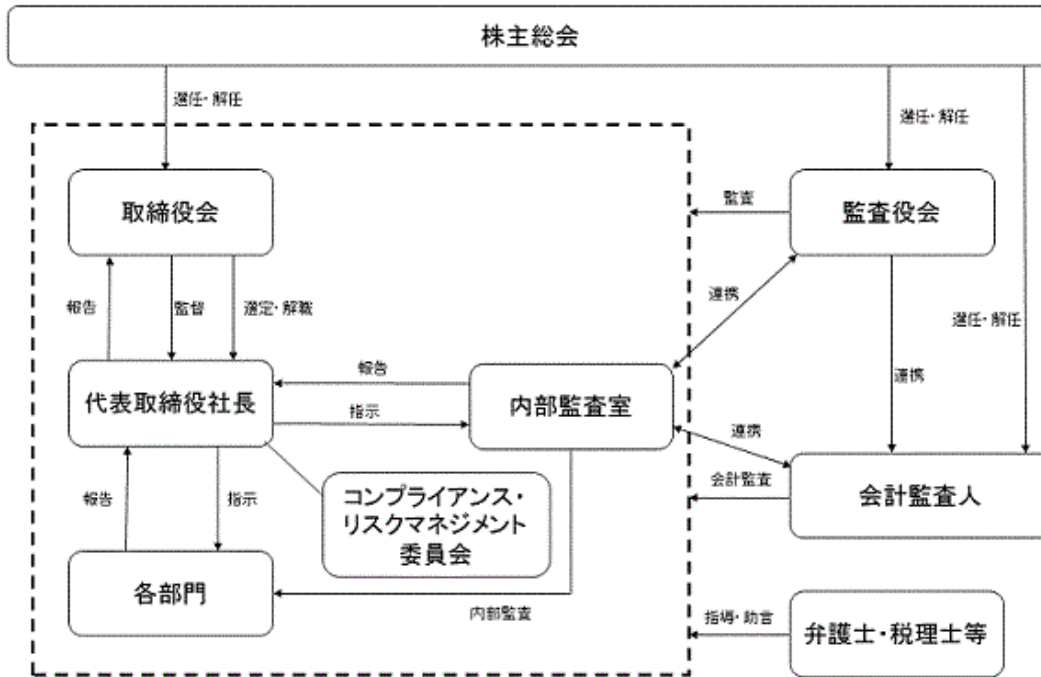 株主総会
選任・解任
選任・解任
取締役会
監査
監査役会
報告
監督
選定・解職
連携
選任・解任
代表取締役社長
報告
指示
内部監査室
連携
連携
報告
指示
コンプライアンス・
リスクマネジメント
委員会
会計監査
会計監査人
各部門
内部監査
指導・助言
弁護士・税理士等